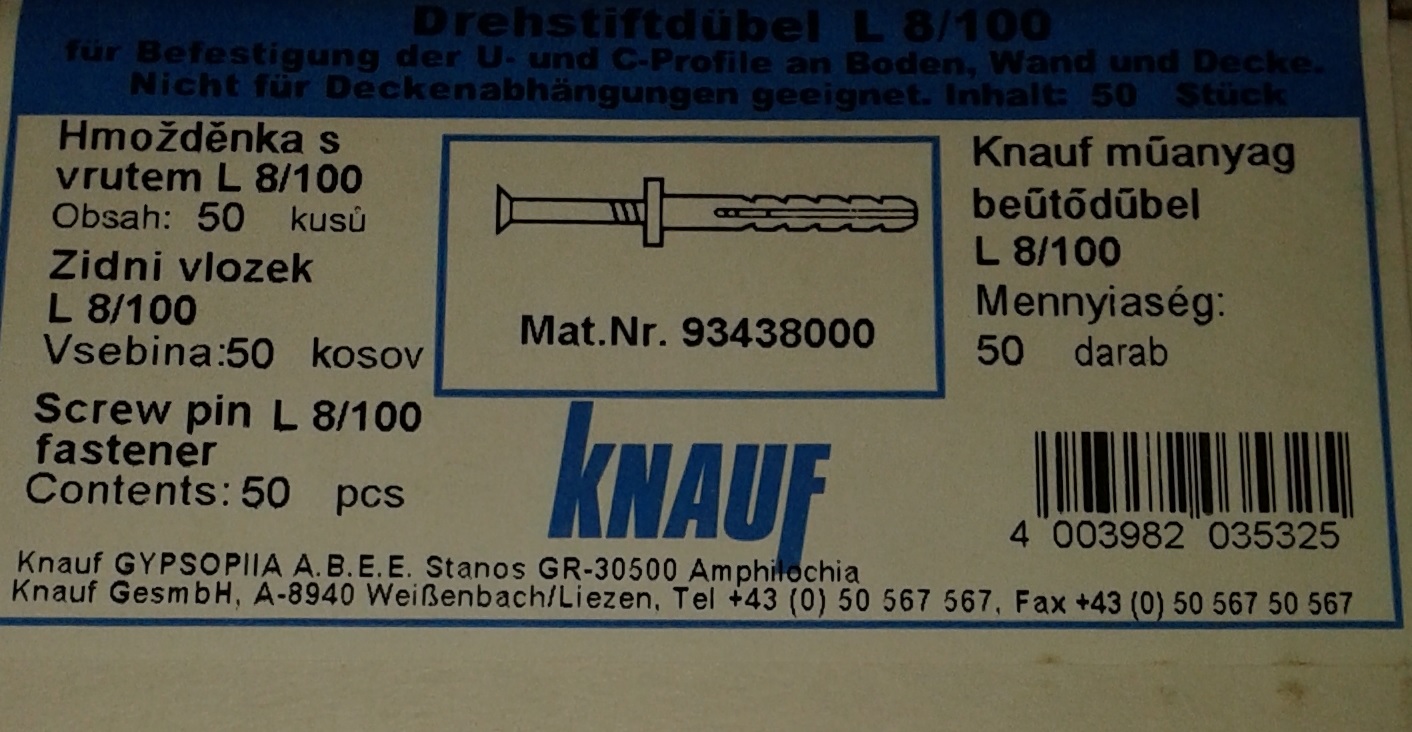 Drehstiftdübel L 8/100
für Befestigung der U- und C-Profile an Boden, Wand und Decke.
Nicht für Deckenabhängungen geeignet. Inhalt: 50 Stück
Hmožděnka s
vrutem L 8/100
Obsah: 50 kusů
Zidni vlozek
L 8/100
Vsebina:50 kosov
Screw pin L 8/100
fastener
Contents: 50 pcs
Mat.Nr. 93438000
KNAUF
Knauf műanyag
beűtődűbel
L 8/100
Mennyiaség:
50 darab
4 003982 035325
Knauf GYPSOPIIA A.B.E.E. Stanos GR-30500 Amphilochia
Knauf GesmbH, A-8940 Weißenbach/Liezen, Tel +43 (0) 50 567 567, Fax +43 (0) 50 567 50 567